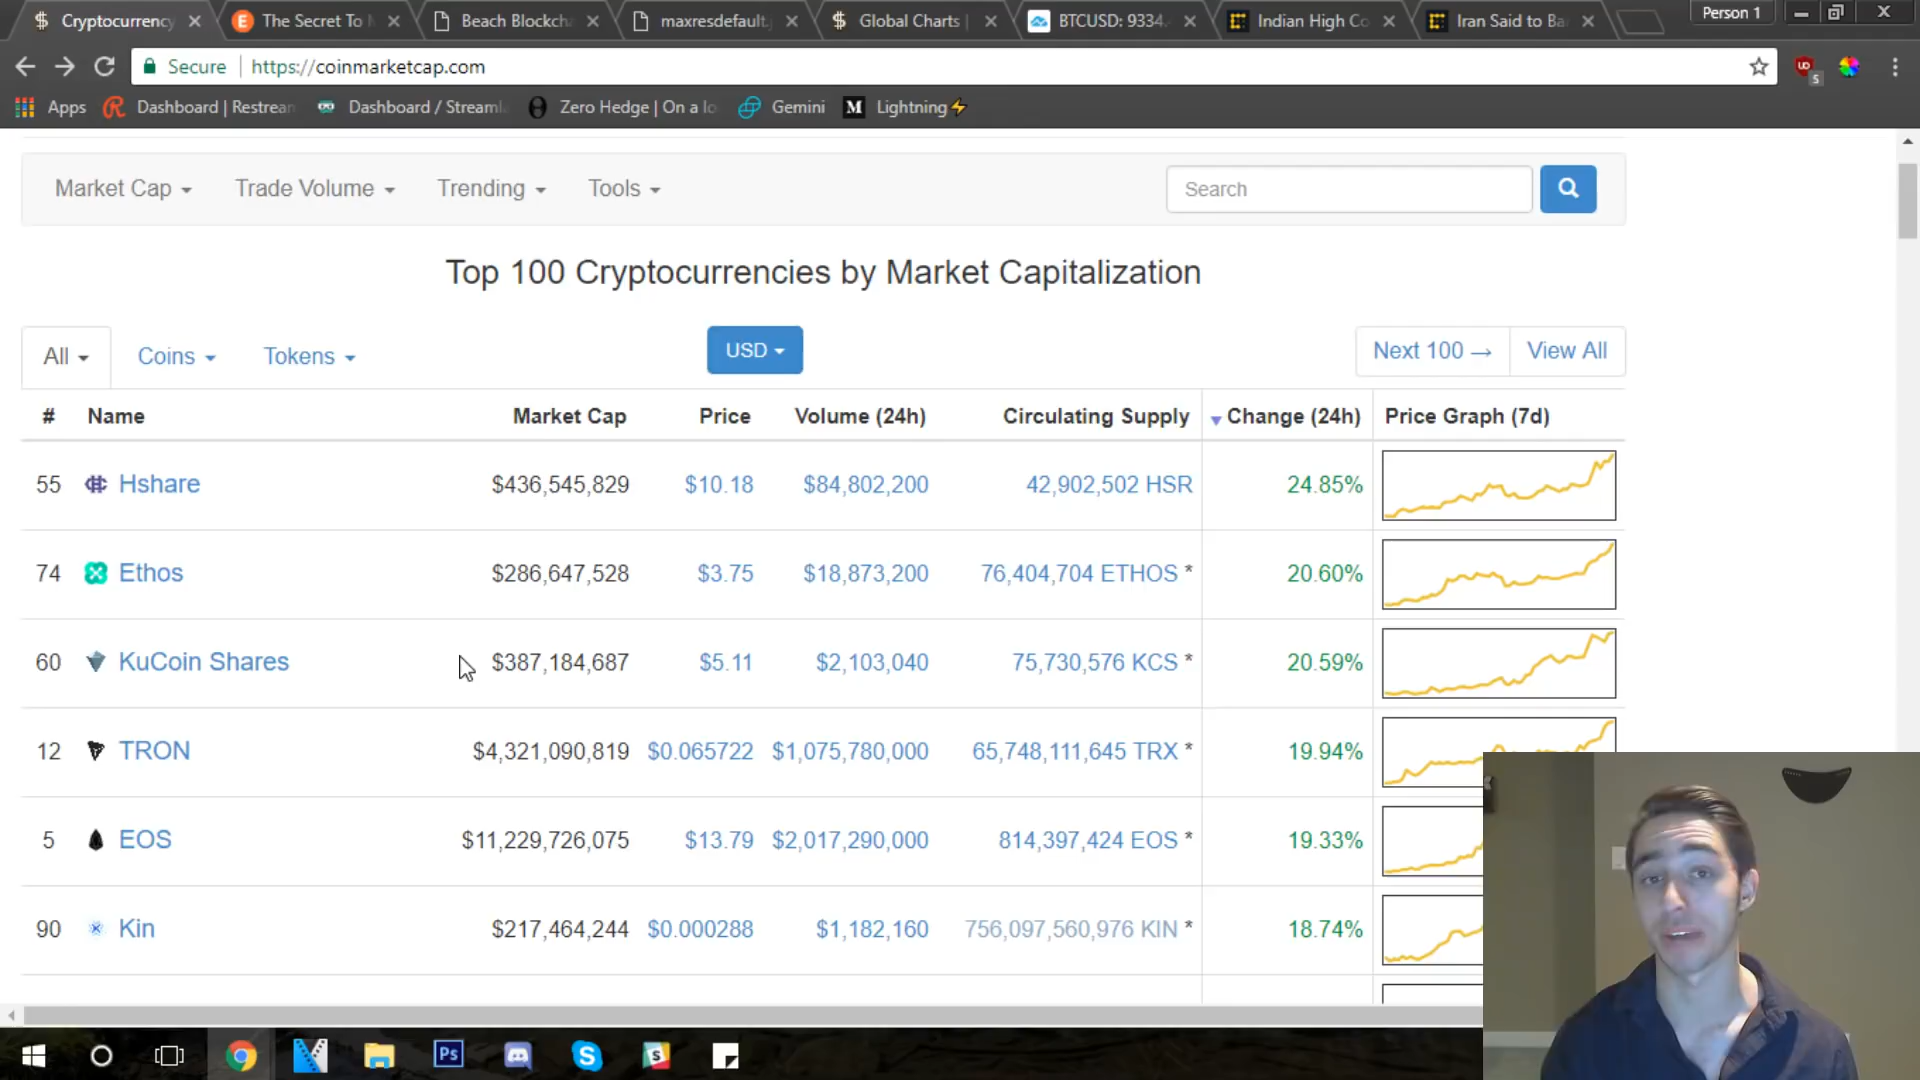 Cryptocurrency
The Secret To M
Beach Blockcha
maxresdefault.
Global Charts |
BTCUSD: 9334.
Indian High Co
Iran Said to Ba
Person 1
Secure
https://coinmarketcap.com
Apps
Dashboard | Restream
Dashboard / Streaml
Zero Hedge | On a lo
Gemini
M Lightning⚡
Market Cap
Trade Volume
Trending
Tools
Search
Top 100 Cryptocurrencies by Market Capitalization
All
Coins
Tokens
USD
Next 100 →
View All
# Name Market Cap Price Volume (24h) Circulating Supply Change (24h) Price Graph (7d)
55 Hshare $436,545,829 $10.18 $84,802,200 42,902,502 HSR 24.85%
74 Ethos $286,647,528 $3.75 $18,873,200 76,404,704 ETHOS * 20.60%
60 KuCoin Shares $387,184,687 $5.11 $2,103,040 75,730,576 KCS * 20.59%
12 TRON $4,321,090,819 $0.065722 $1,075,780,000 65,748,111,645 TRX * 19.94%
5 EOS $11,229,726,075 $13.79 $2,017,290,000 814,397,424 EOS * 19.33%
90 Kin $217,464,244 $0.000288 $1,182,160 756,097,560,976 KIN * 18.74%
Ps